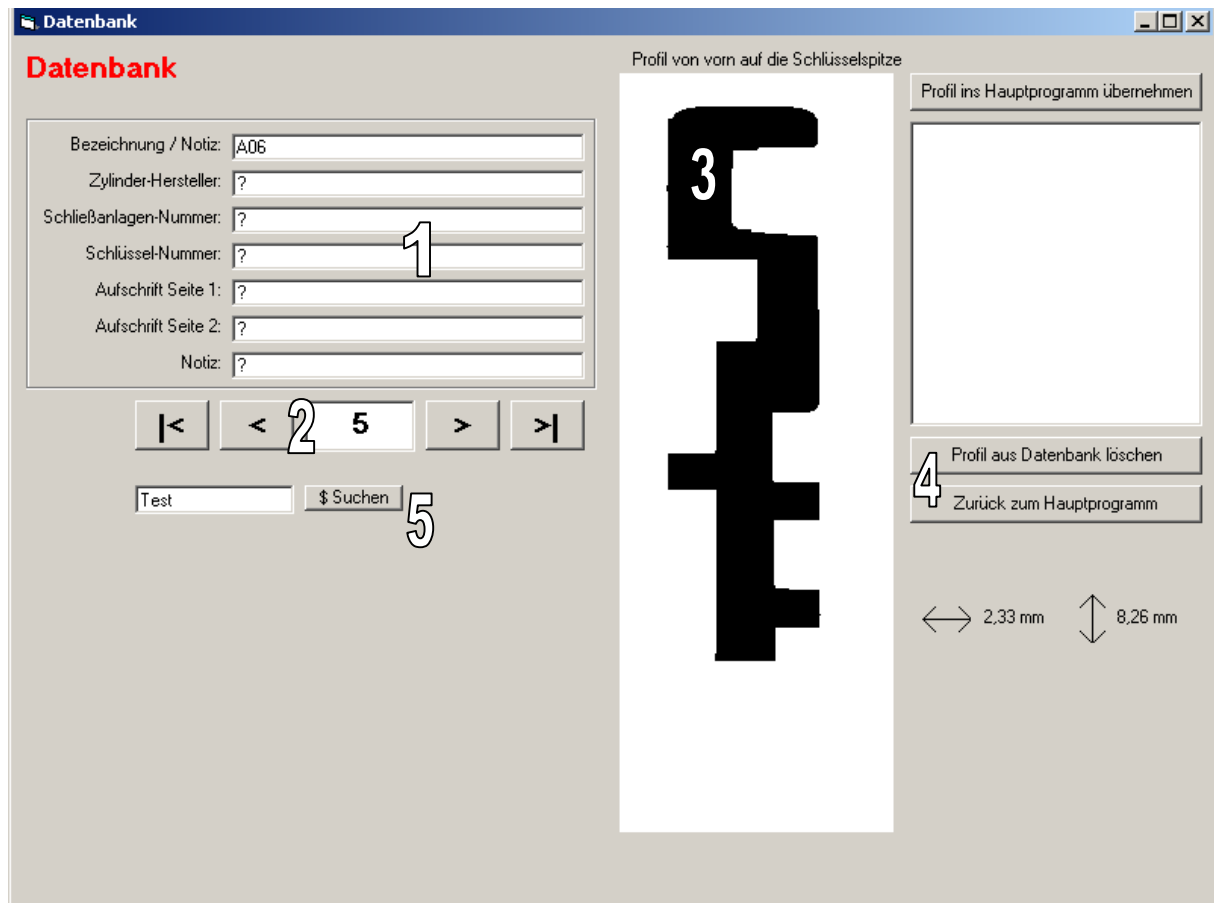 Datenbank
Datenbank
Bezeichnung / Notiz: A06
Zylinder-Hersteller: ?
Schließanlagen-Nummer: ?
Schlüssel-Nummer: ?
Aufschrift Seite 1: ?
Aufschrift Seite 2: ?
Notiz: ?
1
|< < 5 > >|
2
Test $ Suchen
5
Profil von vorn auf die Schlüsselspitze
3
Profil ins Hauptprogramm übernehmen
Profil aus Datenbank löschen
4
Zurück zum Hauptprogramm
2,33 mm 8,26 mm